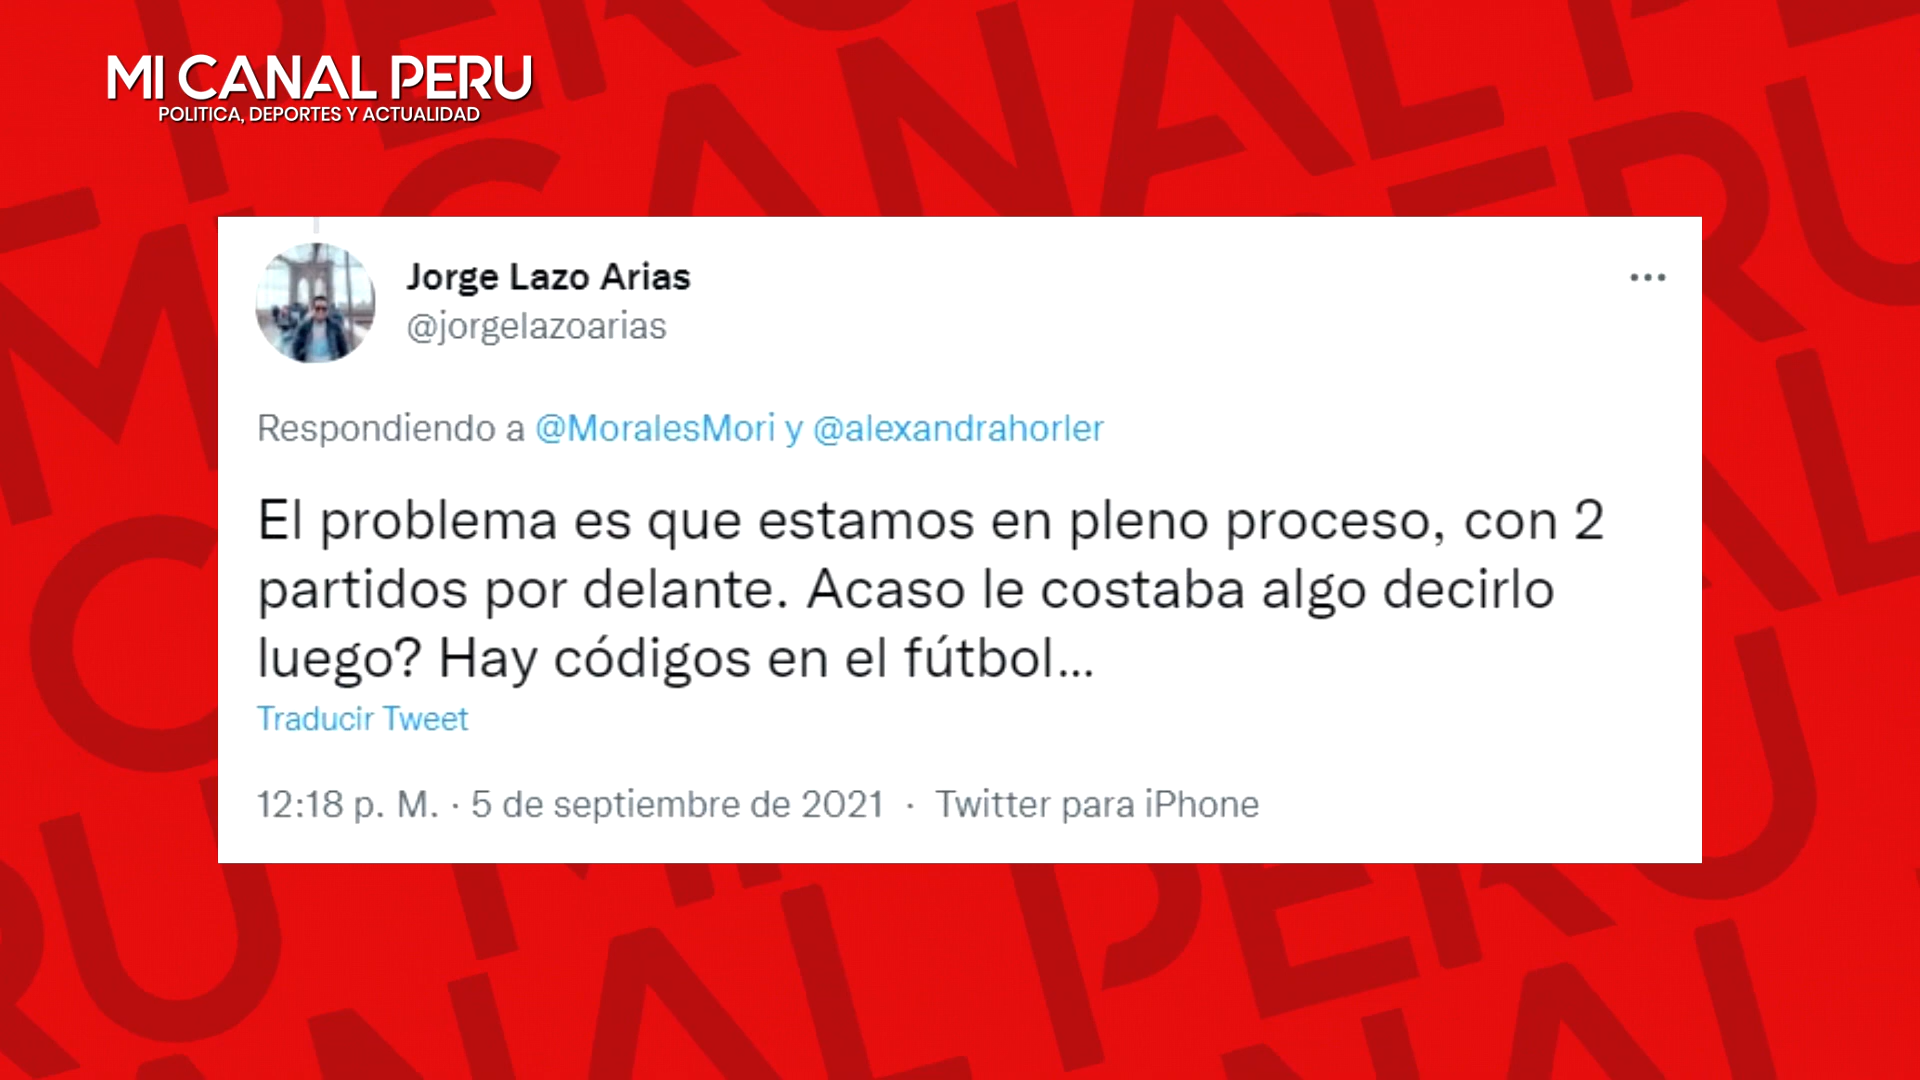 MI CANAL PERU
POLITICA, DEPORTES Y ACTUALIDAD
Jorge Lazo Arias
@jorgelazoarias
Respondiendo a @MoralesMori y @alexandrahorler
El problema es que estamos en pleno proceso, con 2
partidos por delante. Acaso le costaba algo decirlo
luego? Hay códigos en el fútbol...
Traducir Tweet
12:18 p. M. · 5 de septiembre de 2021 · Twitter para iPhone